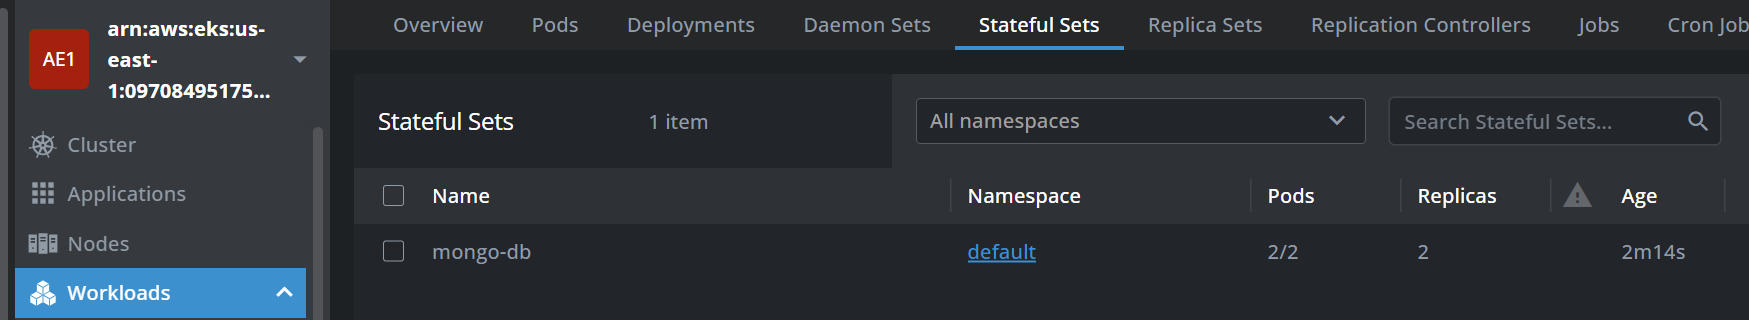 AE1
arn:aws:eks:us-
east-
1:09708495175...
Cluster
Applications
Nodes
Workloads
Overview Pods Deployments Daemon Sets Stateful Sets Replica Sets Replication Controllers Jobs Cron Job
Stateful Sets 1 item All namespaces Search Stateful Sets...
Name Namespace Pods Replicas Age
mongo-db default 2/2 2 2m14s